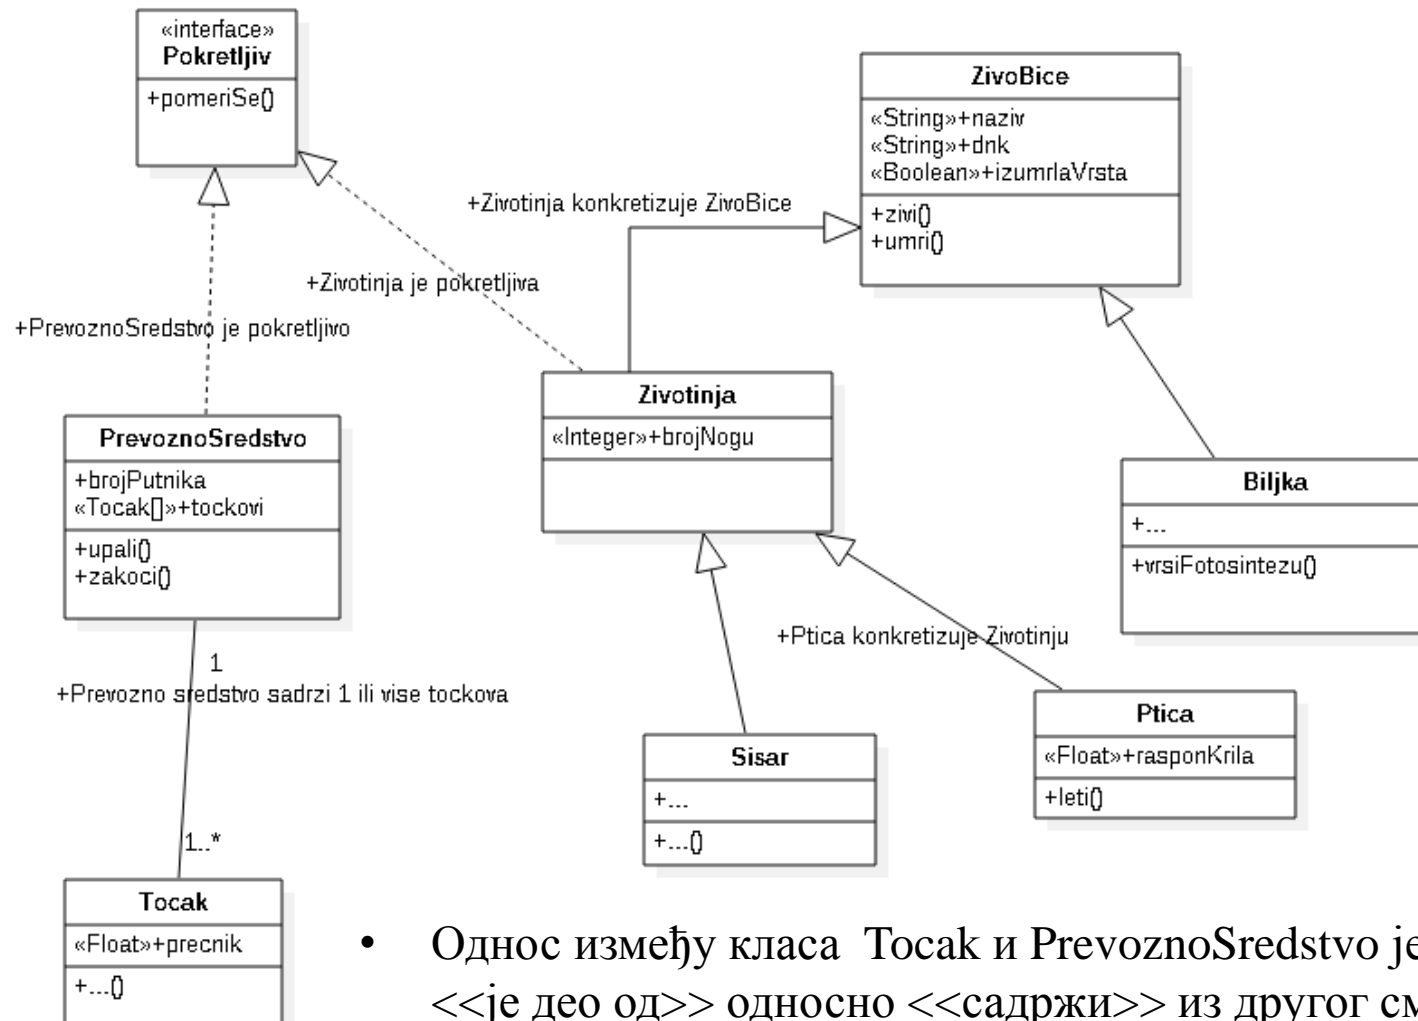 «interface»
Pokretljiv
+pomeriSe()
ZivoBice
«String»+naziv
«String»+dnk
«Boolean»+izumrlaVrsta
+zivi()
+umri()
+Zivotinja konkretizuje ZivoBice
+Zivotinja je pokretljiva
+PrevoznoSredstvo je pokretljivo
Zivotinja
«Integer»+brojNogu
PrevoznoSredstvo
+brojPutnika
«Tocak[]»+tockovi
+upali()
+zakoci()
Biljka
+...
+vrsiFotosintezu()
+Ptica konkretizuje Zivotinju
1
+Prevozno sredstvo sadrzi 1 ili vise tockova
Ptica
«Float»+rasponKrila
+leti()
Sisar
+...
+...()
1..*
Tocak
«Float»+precnik
+...()
• Однос између класа Tocak и PrevoznoSredstvo је
<<је део од>> односно <<садржи>> из другог см